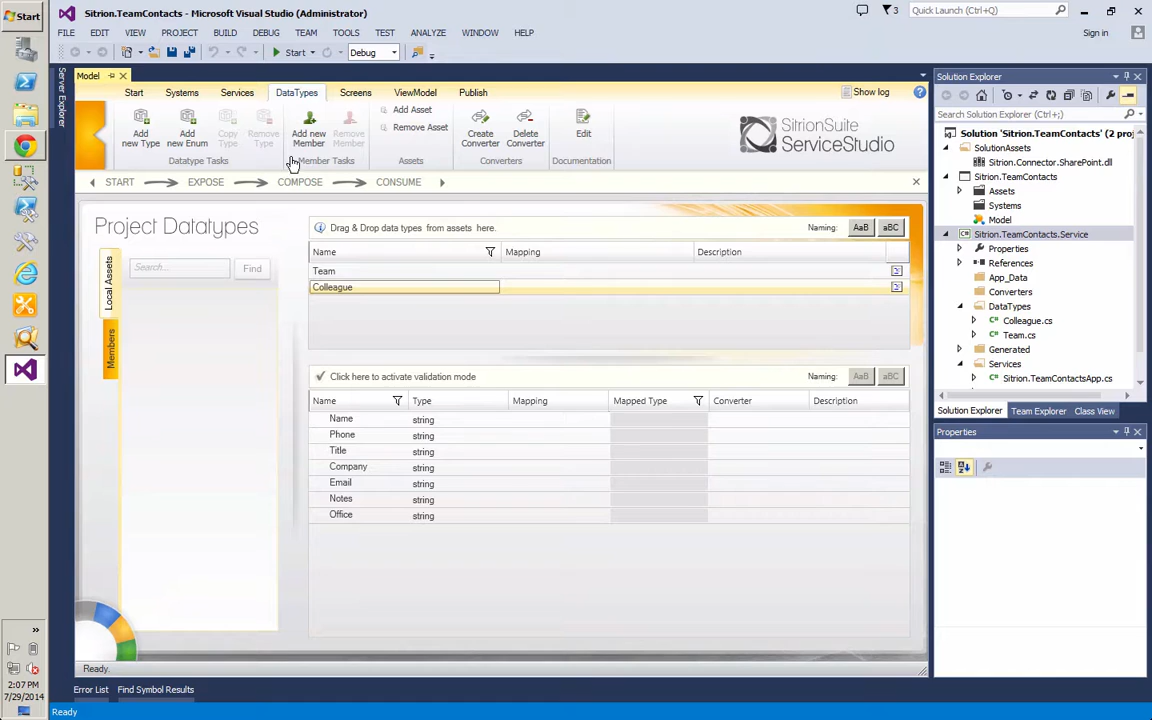 Start
Sitrion.TeamContacts - Microsoft Visual Studio (Administrator)
3
Quick Launch (Ctrl+Q)
FILE EDIT VIEW PROJECT BUILD DEBUG TEAM TOOLS TEST ANALYZE WINDOW HELP
Sign in
Start
Debug
Server Explorer
Model
Start Systems Services DataTypes Screens ViewModel Publish
Show log
Add new Type
Add new Enum
Copy Type
Remove Type
Add new Member
Remove Member
Add Asset
Remove Asset
Create Converter
Delete Converter
Edit
Datatype Tasks
Member Tasks
Assets
Converters
Documentation
SitrionSuite
ServiceStudio
START EXPOSE COMPOSE CONSUME
Project Datatypes
Local Assets
Members
Search...
Find
Drag & Drop data types from assets here.
Naming: AaB aBC
Name Mapping Description
Team
Colleague
Click here to activate validation mode
Naming: AaB aBC
Name Type Mapping Mapped Type Converter Description
Name string
Phone string
Title string
Company string
Email string
Notes string
Office string
Ready.
Solution Explorer
Search Solution Explorer (Ctrl+;)
Solution 'Sitrion.TeamContacts' (2 proj
SolutionAssets
Sitrion.Connector.SharePoint.dll
Sitrion.TeamContacts
Assets
Systems
Model
Sitrion.TeamContacts.Service
Properties
References
App_Data
Converters
DataTypes
Colleague.cs
Team.cs
Generated
Services
Sitrion.TeamContactsApp.cs
Solution Explorer Team Explorer Class View
Properties
Error List Find Symbol Results
Ready
2:07 PM
7/29/2014